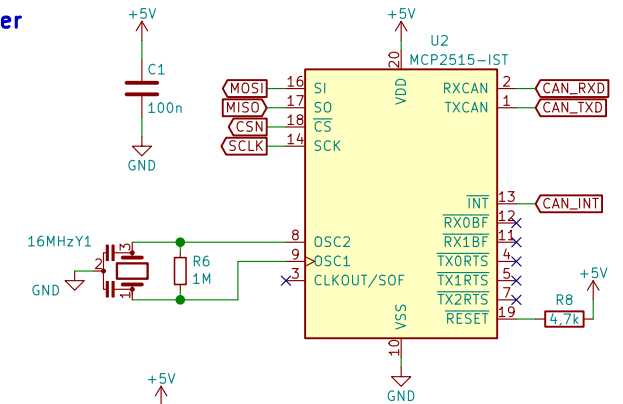 er
+5V
+5V
U2
MCP2515-IST
C1
100n
GND
20
VDD
MOSI 16 SI
MISO 17 SO
CSN 18 CS
SCLK 14 SCK
RXCAN 2 CAN_RXD
TXCAN 1 CAN_TXD
INT 13 CAN_INT
RX0BF 12
RX1BF 11
TX0RTS 4
TX1RTS 5
TX2RTS 7
RESET 19
16MHzY1
3
2
1
GND
R6
1M
8 OSC2
9 OSC1
3 CLKOUT/SOF
+5V
R8
4,7k
VSS
10
GND
+5V